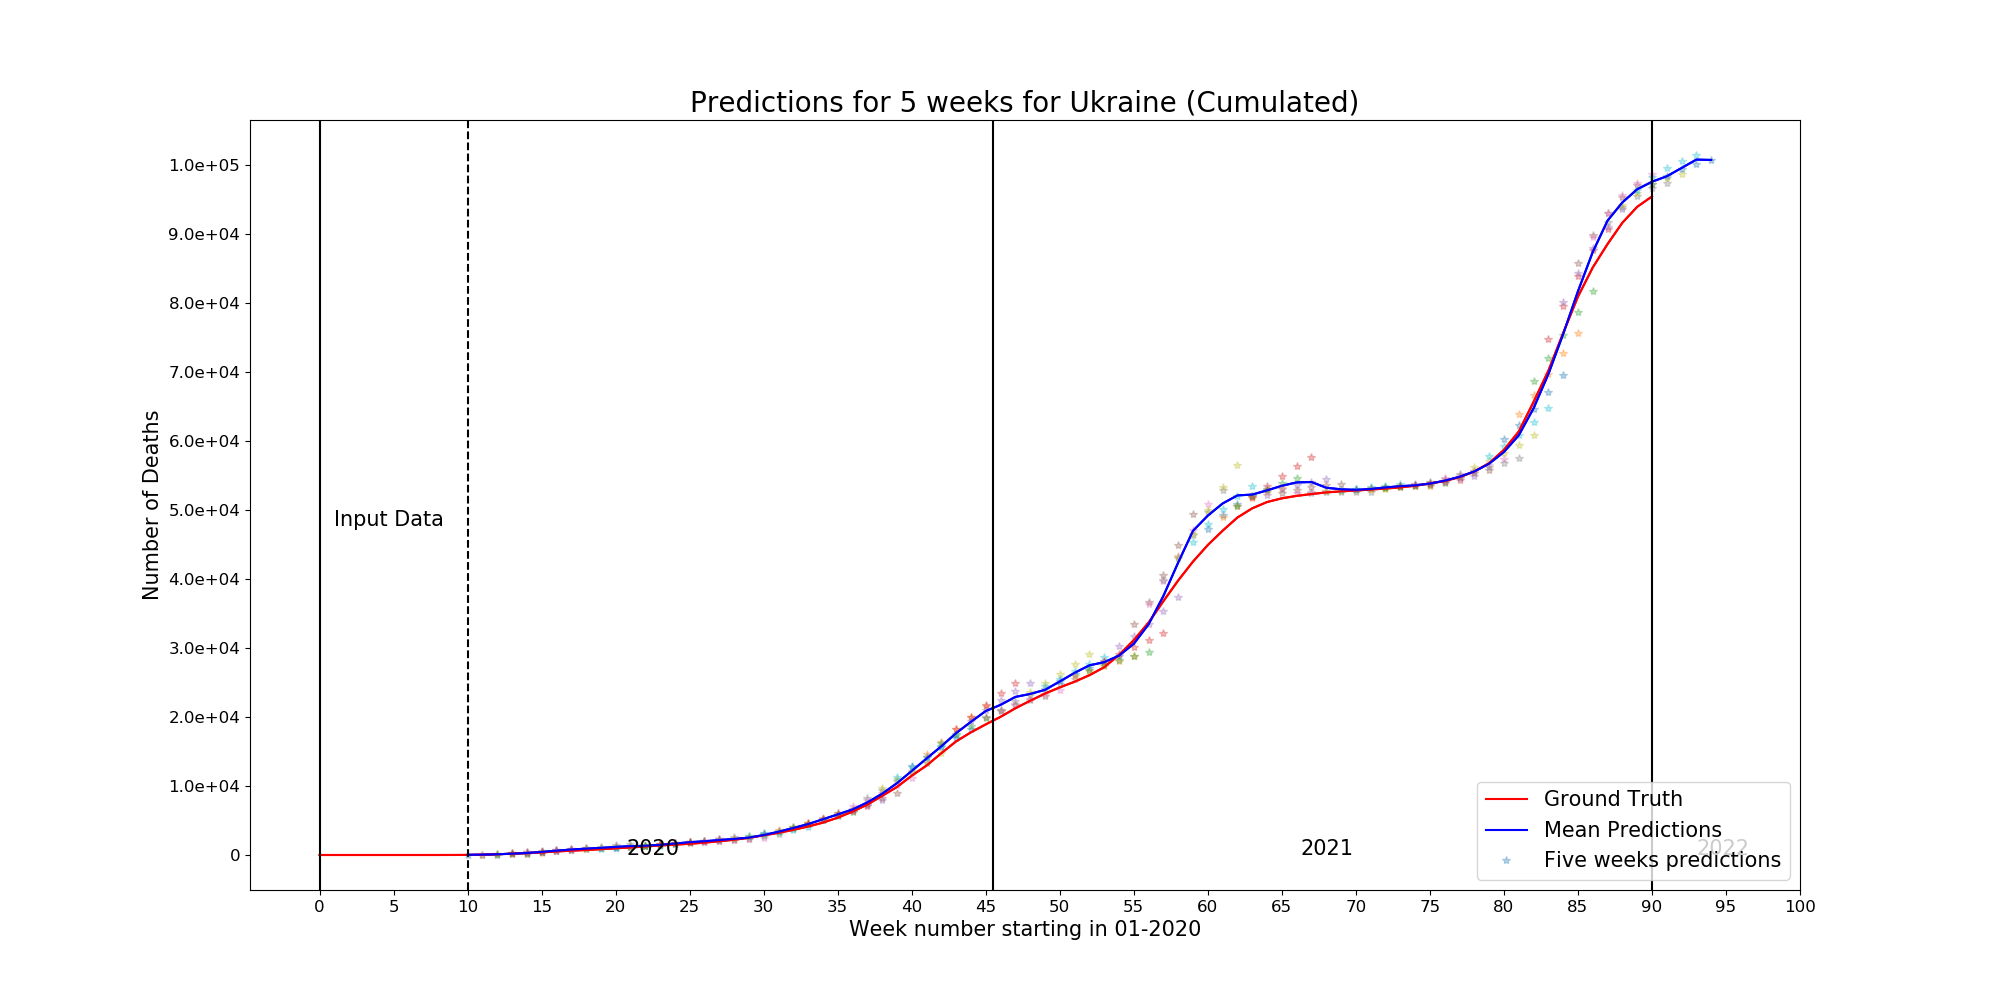 Predictions for 5 weeks for Ukraine (Cumulated)
1.0e+05
9.0e+04
8.0e+04
7.0e+04
6.0e+04
5.0e+04
4.0e+04
3.0e+04
2.0e+04
1.0e+04
0
Number of Deaths
Input Data
2020
2021
2022
Ground Truth
Mean Predictions
Five weeks predictions
0 5 10 15 20 25 30 35 40 45 50 55 60 65 70 75 80 85 90 95 100
Week number starting in 01-2020